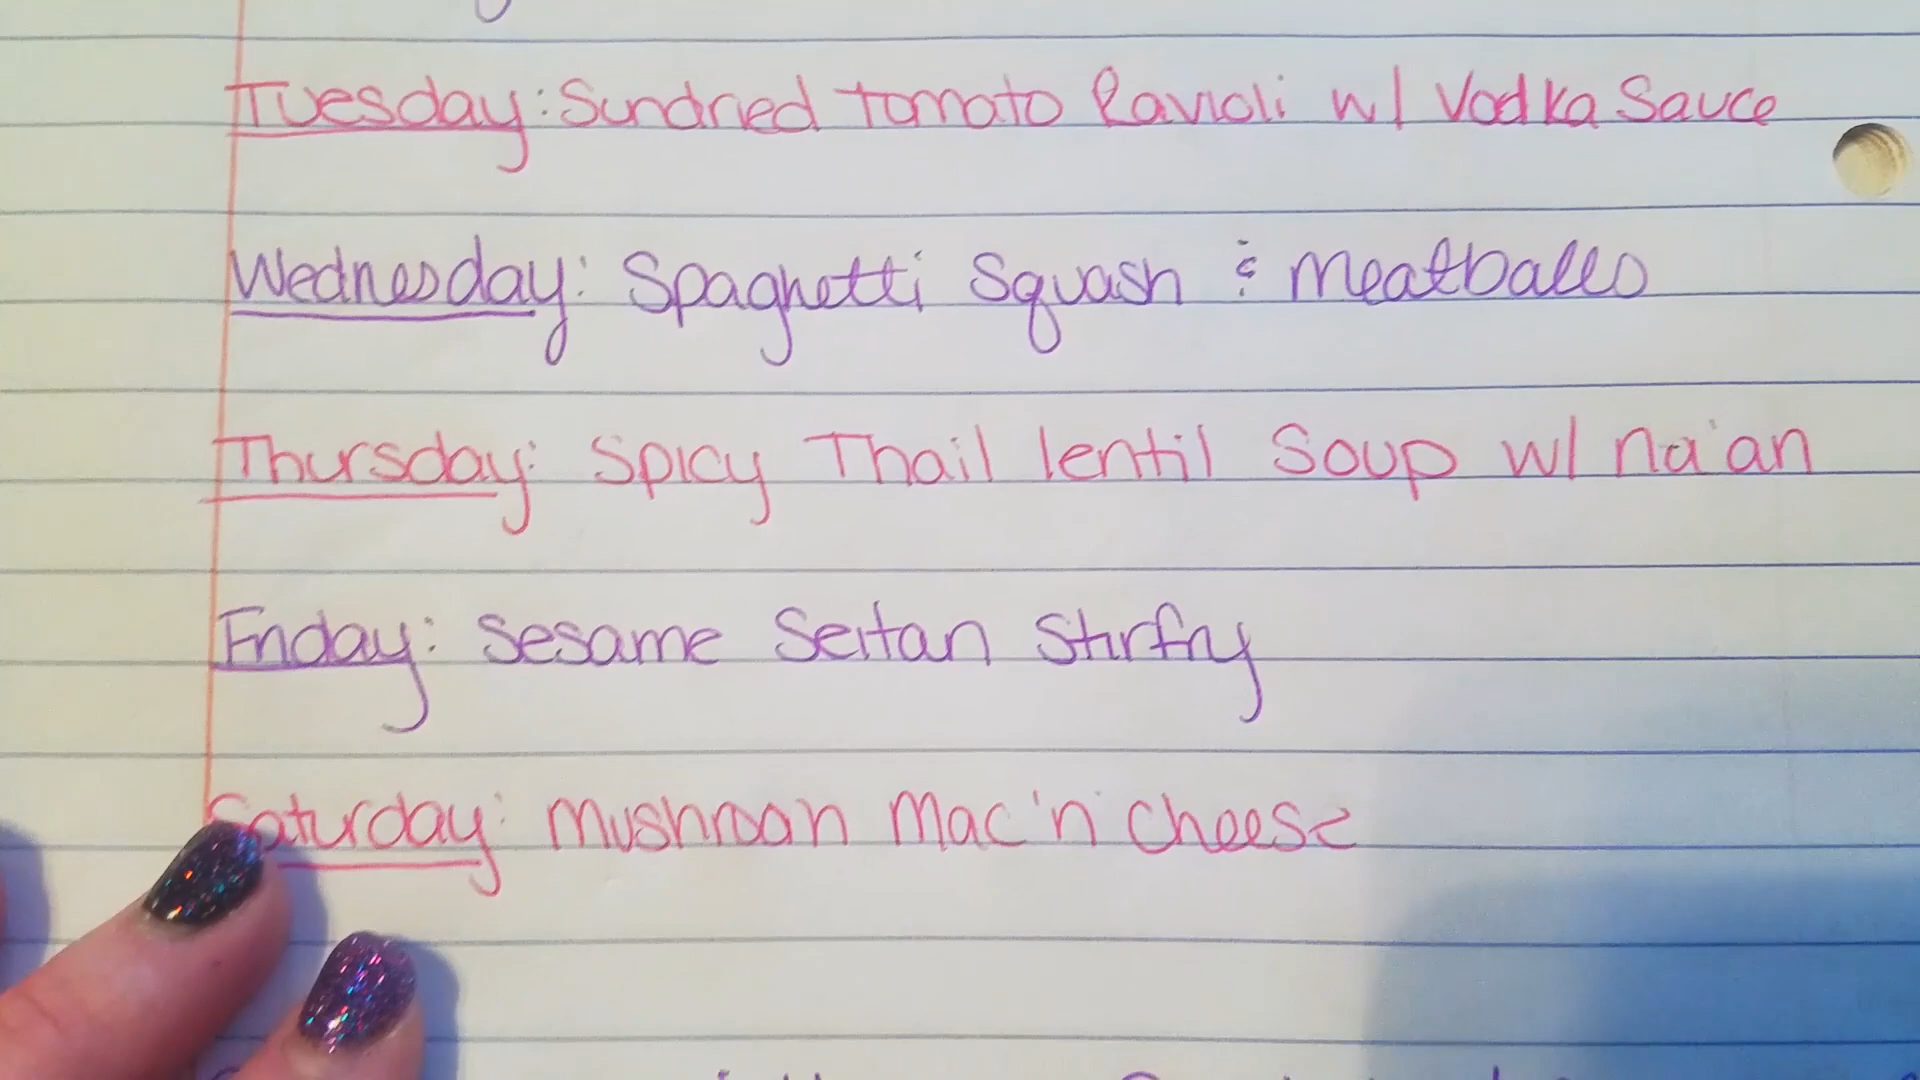 Tuesday: Sundried Tomato Ravioli w/ Vodka Sauce
Wednesday: Spaghetti Squash & Meatballs
Thursday: Spicy Thail lentil Soup w/ na'an
Friday: Sesame Seitan Stirfry
Saturday: Mushroom Mac 'n' Cheese